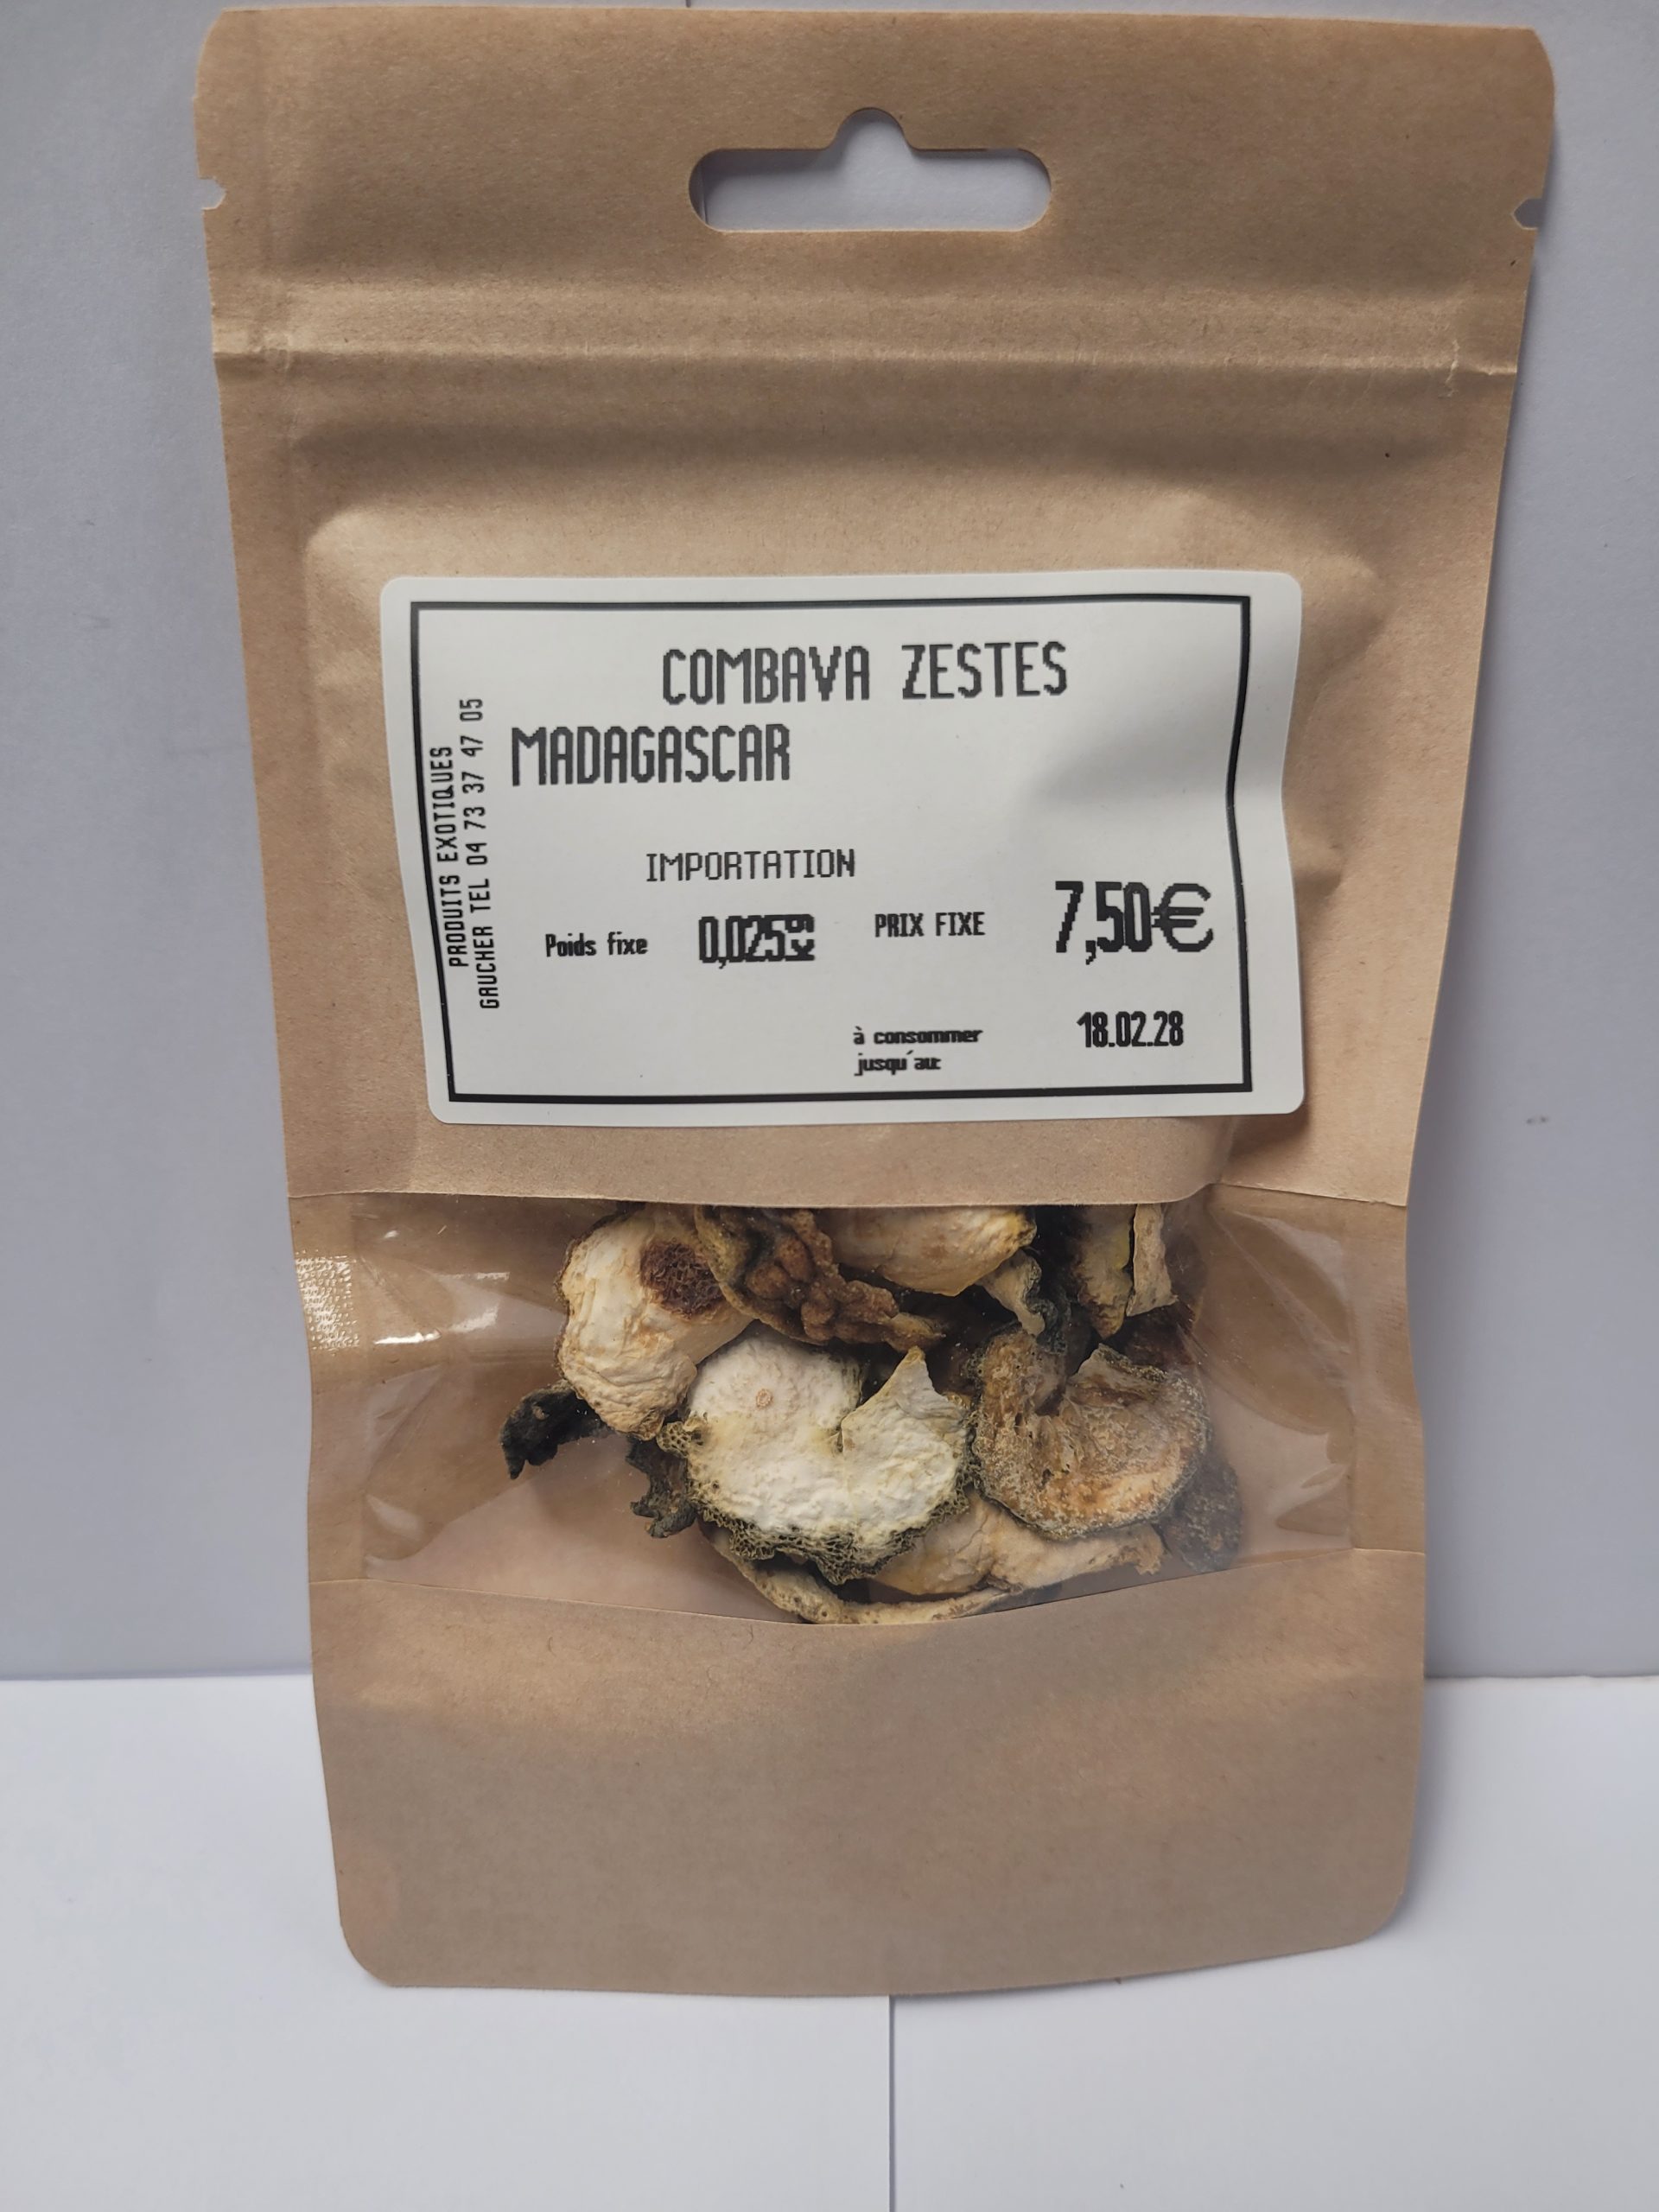 COMBAVA ZESTES
MADAGASCAR
IMPORTATION
Poids fixe 0,025kg PRIX FIXE 7,50€
à consommer 18.02.28
jusqu'au:
PRODUITS EXOTIQUES
GAUCHER TEL 04 73 37 47 05